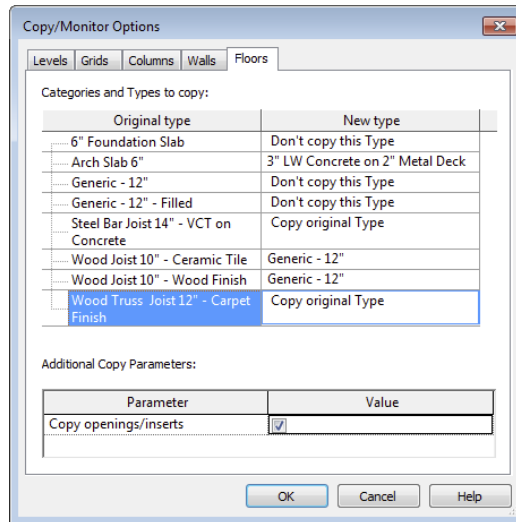 Copy/Monitor Options
Levels Grids Columns Walls Floors
Categories and Types to copy:
Original type New type
6" Foundation Slab Don't copy this Type
Arch Slab 6" 3" LW Concrete on 2" Metal Deck
Generic - 12" Don't copy this Type
Generic - 12" - Filled Don't copy this Type
Steel Bar Joist 14" - VCT on Copy original Type
Concrete
Wood Joist 10" - Ceramic Tile Generic - 12"
Wood Joist 10" - Wood Finish Generic - 12"
Wood Truss Joist 12" - Carpet Copy original Type
Finish
Additional Copy Parameters:
Parameter Value
Copy openings/inserts
OK Cancel Help